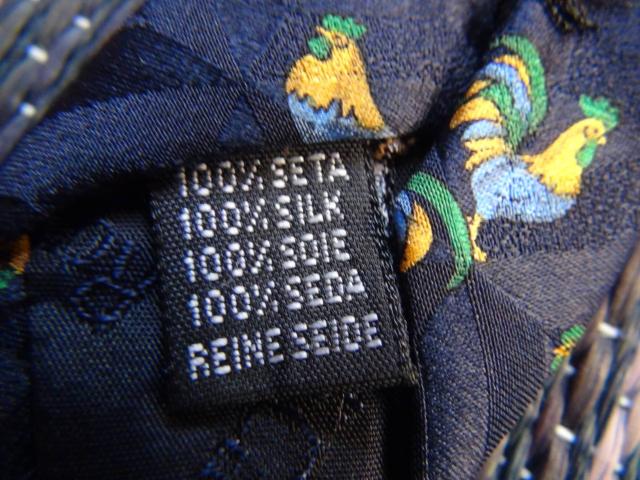 100% SETA
100% SILK
100% SOIE
100% SEDA
REINE SEIDE